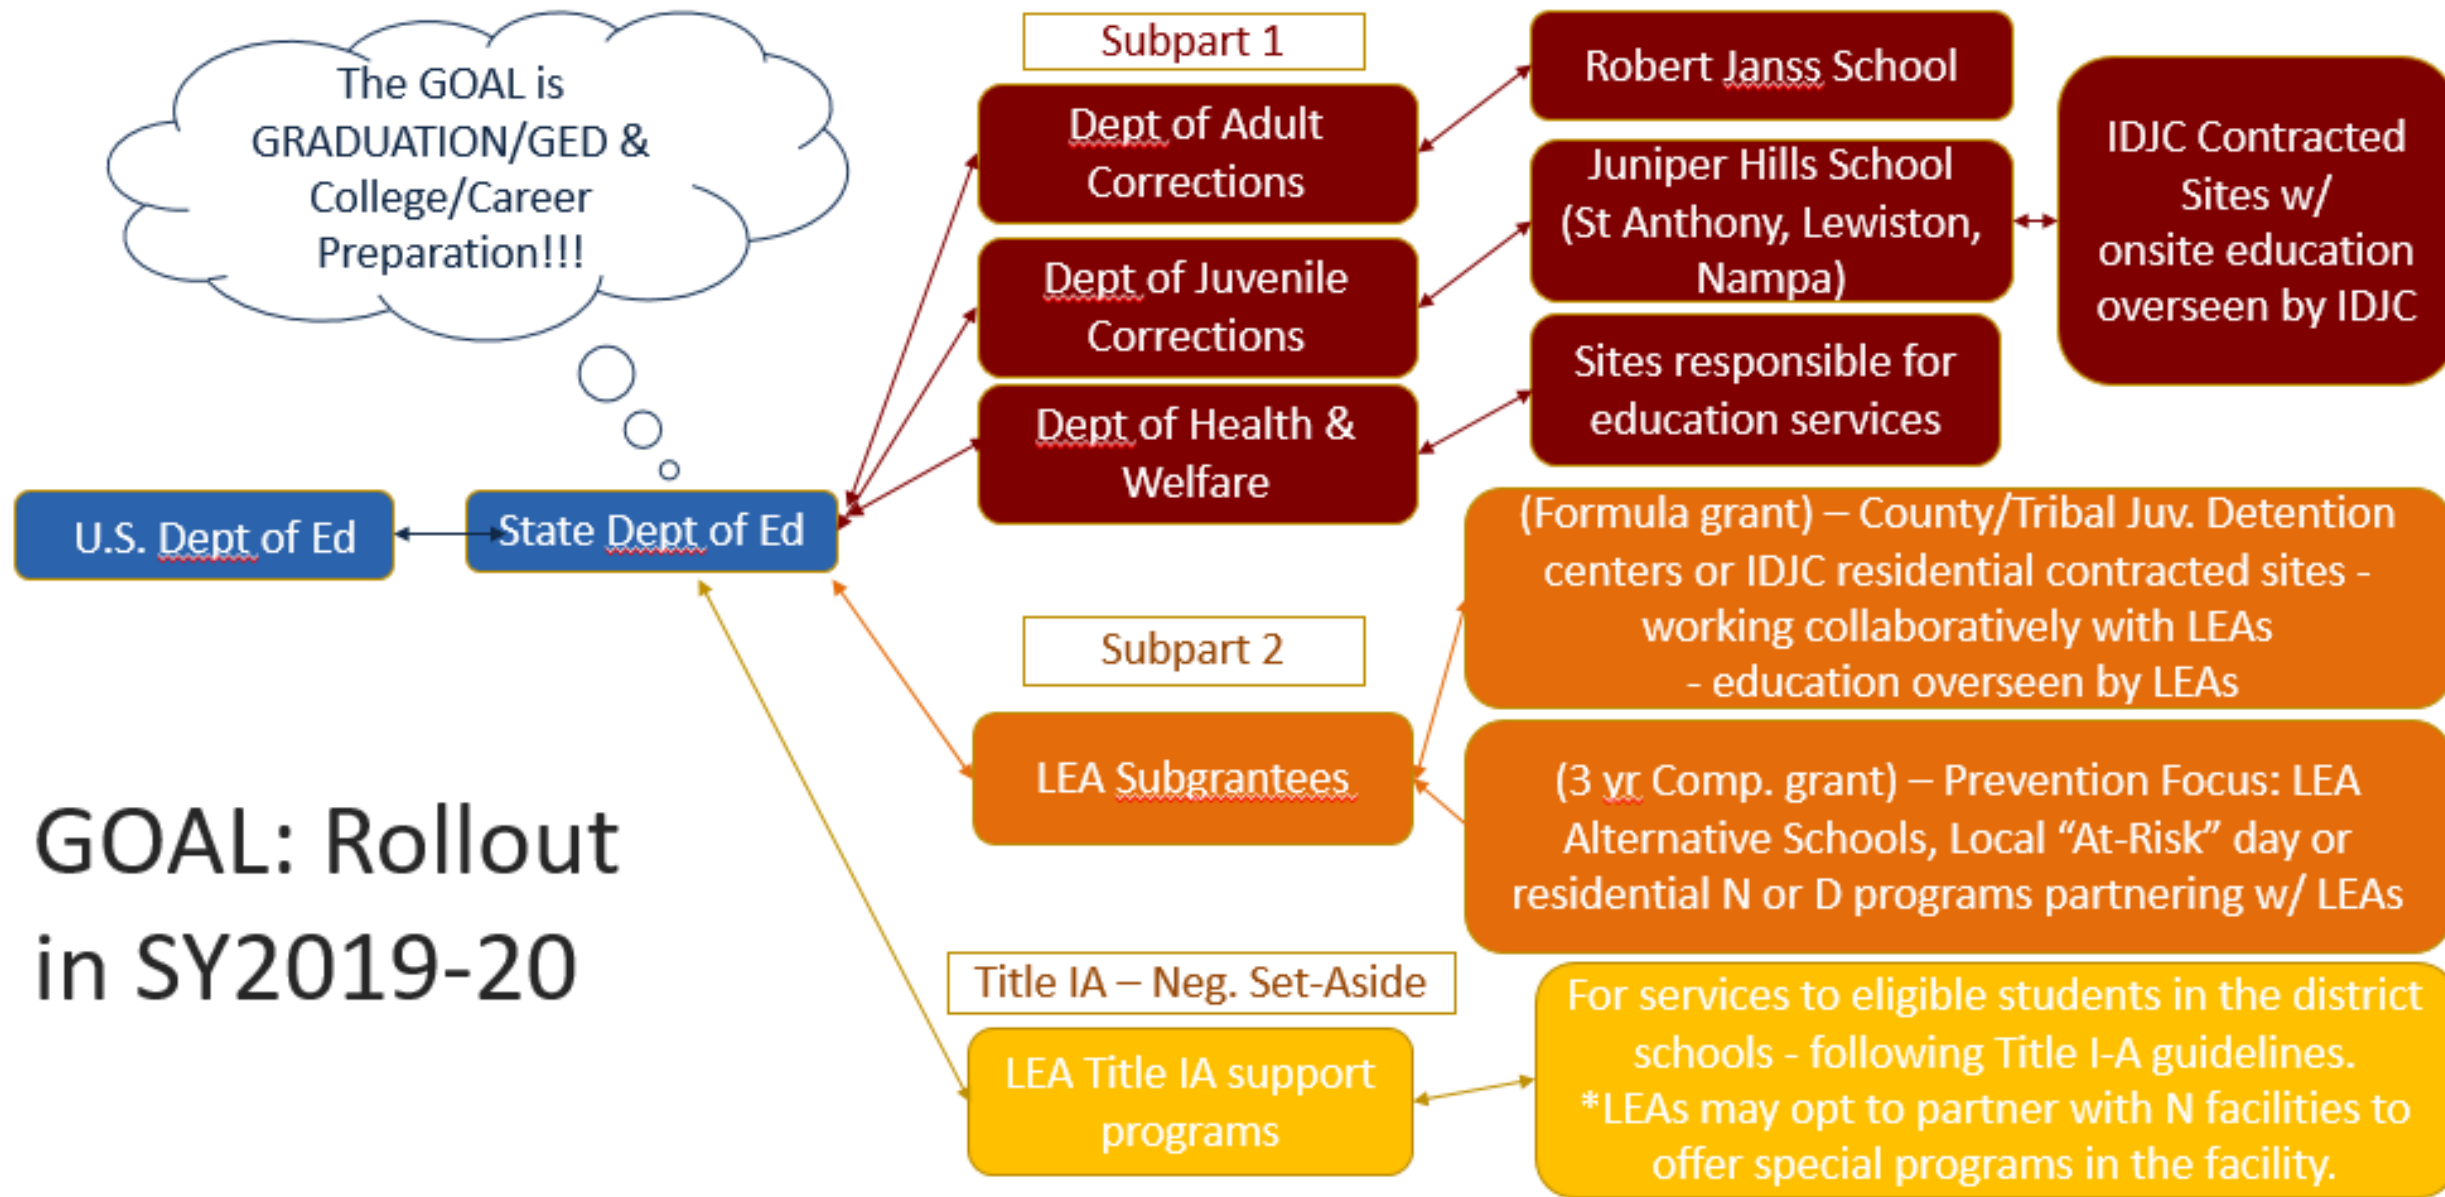 The GOAL is
GRADUATION/GED &
College/Career
Preparation!!!
U.S. Dept of Ed
State Dept of Ed
GOAL: Rollout
in SY2019-20
Subpart 1
Dept of Adult
Corrections
Dept of Juvenile
Corrections
Dept of Health &
Welfare
Robert Janss School
Juniper Hills School
(St Anthony, Lewiston,
Nampa)
Sites responsible for
education services
IDJC Contracted
Sites w/
onsite education
overseen by IDJC
Subpart 2
LEA Subgrantees
(Formula grant) – County/Tribal Juv. Detention
centers or IDJC residential contracted sites -
working collaboratively with LEAs
- education overseen by LEAs
(3 yr Comp. grant) – Prevention Focus: LEA
Alternative Schools, Local “At-Risk” day or
residential N or D programs partnering w/ LEAs
Title IA – Neg. Set-Aside
LEA Title IA support
programs
For services to eligible students in the district
schools - following Title I-A guidelines.
*LEAs may opt to partner with N facilities to
offer special programs in the facility.